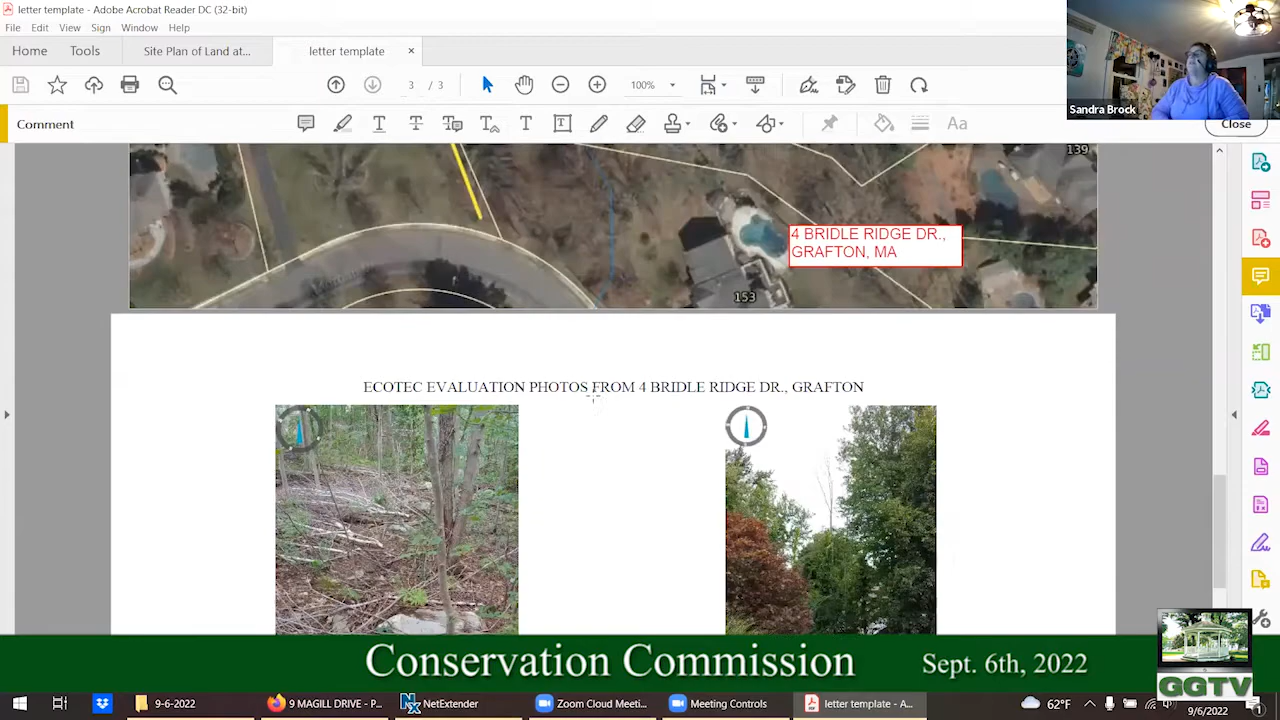 letter template - Adobe Acrobat Reader DC (32-bit)
File Edit View Sign Window Help
Home Tools Site Plan of Land at... letter template ×
3 / 3 100%
Sandra Brock
Comment Aa Close
139
4 BRIDLE RIDGE DR.,
GRAFTON, MA
153
ECOTEC EVALUATION PHOTOS FROM 4 BRIDLE RIDGE DR., GRAFTON
Conservation Commission Sept. 6th, 2022
GGTV
9-6-2022 9 MAGILL DRIVE - P... NetExtender Zoom Cloud Meetin... Meeting Controls letter template - A... 62°F 9/6/2022 1